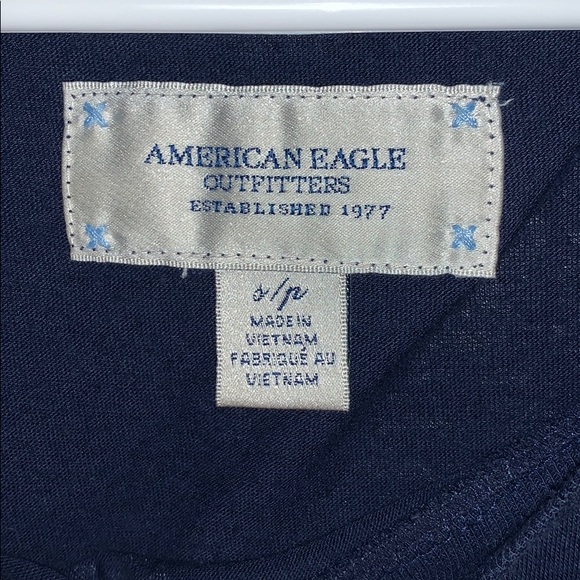 AMERICAN EAGLE
OUTFITTERS
ESTABLISHED 1977
s/p
MADE IN
VIETNAM
FABRIQUÉ AU
VIETNAM